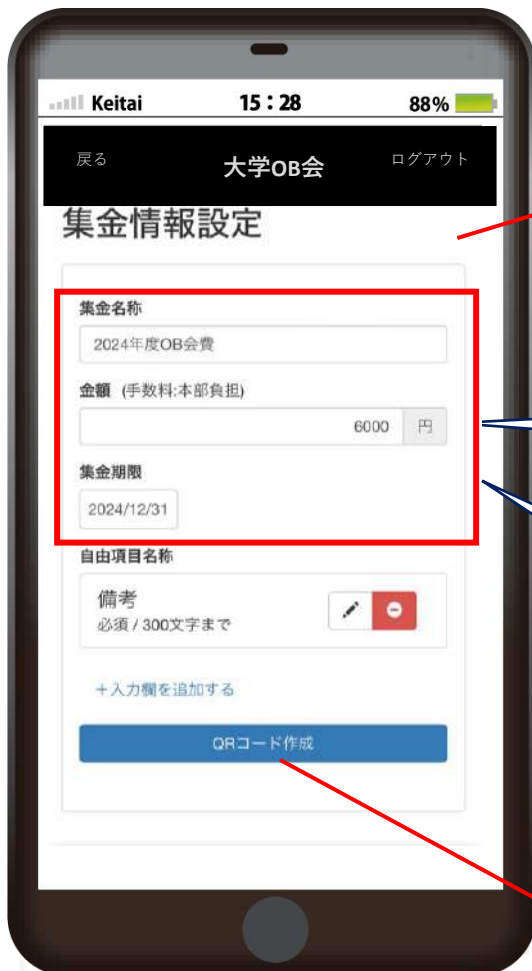 Keitai 15：28 88%
戻る 大学OB会 ログアウト
集金情報設定
集金名称
2024年度OB会費
金額 (手数料:本部負担)
6000 円
集金期限
2024/12/31
自由項目名称
備考
必須 / 300文字まで
+入力欄を追加する
QRコード作成